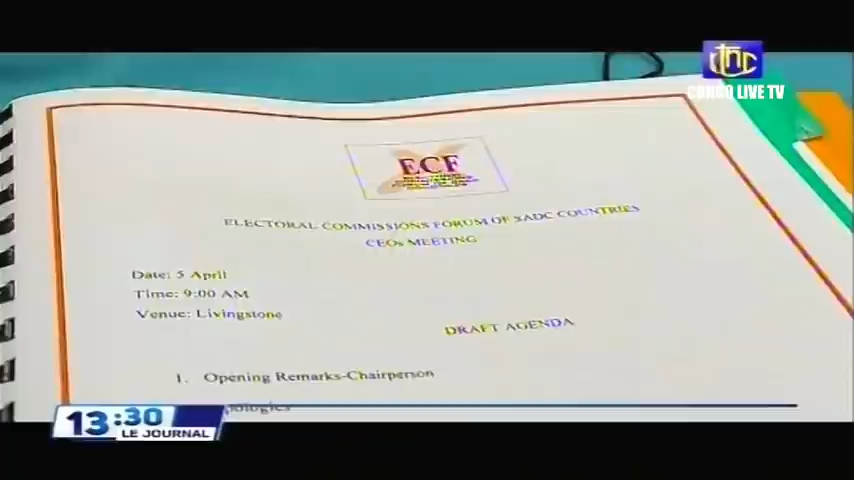 CONGO LIVE TV
ECF
ELECTORAL COMMISSIONS FORUM OF SADC COUNTRIES
CEOs MEETING
Date: 5 April
Time: 9:00 AM
Venue: Livingstone
DRAFT AGENDA
1. Opening Remarks-Chairperson
13:30
LE JOURNAL